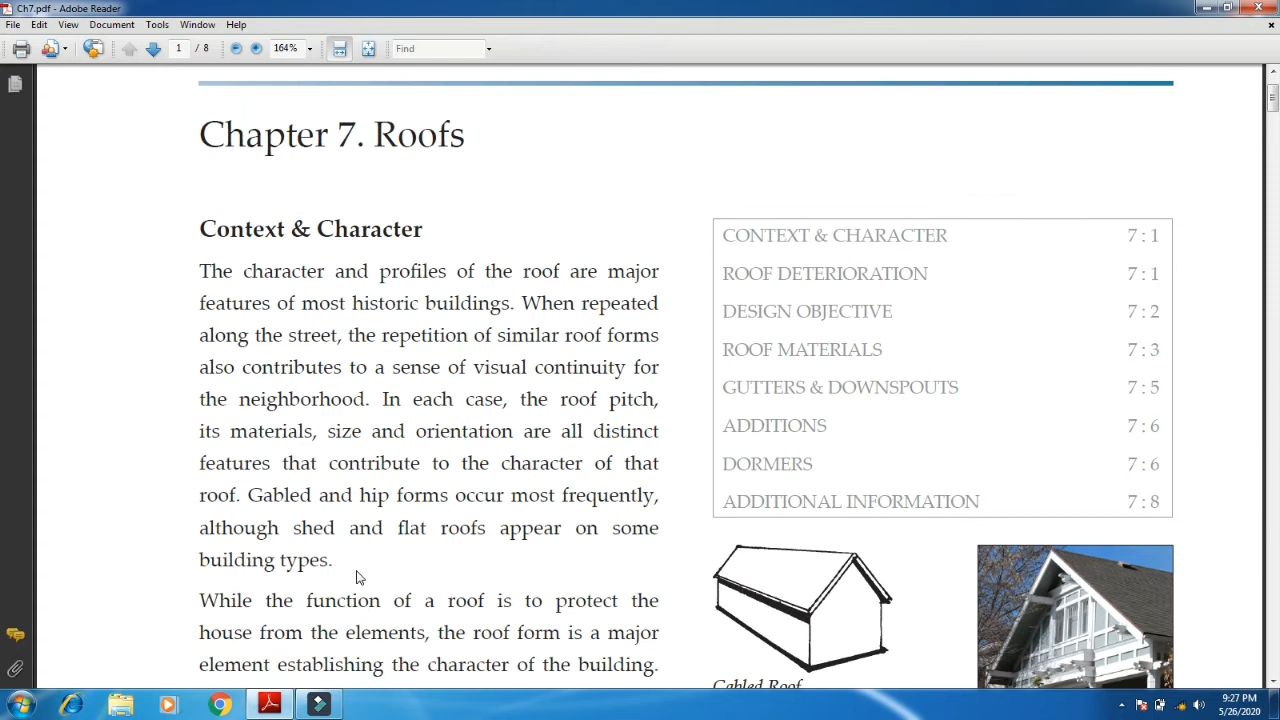 Ch7.pdf - Adobe Reader
File Edit View Document Tools Window Help
1 / 8 164% Find
Chapter 7. Roofs
Context & Character
The character and profiles of the roof are major
features of most historic buildings. When repeated
along the street, the repetition of similar roof forms
also contributes to a sense of visual continuity for
the neighborhood. In each case, the roof pitch,
its materials, size and orientation are all distinct
features that contribute to the character of that
roof. Gabled and hip forms occur most frequently,
although shed and flat roofs appear on some
building types.
While the function of a roof is to protect the
house from the elements, the roof form is a major
element establishing the character of the building.
CONTEXT & CHARACTER 7 : 1
ROOF DETERIORATION 7 : 1
DESIGN OBJECTIVE 7 : 2
ROOF MATERIALS 7 : 3
GUTTERS & DOWNSPOUTS 7 : 5
ADDITIONS 7 : 6
DORMERS 7 : 6
ADDITIONAL INFORMATION 7 : 8
Gabled Roof
9:27 PM
5/26/2020